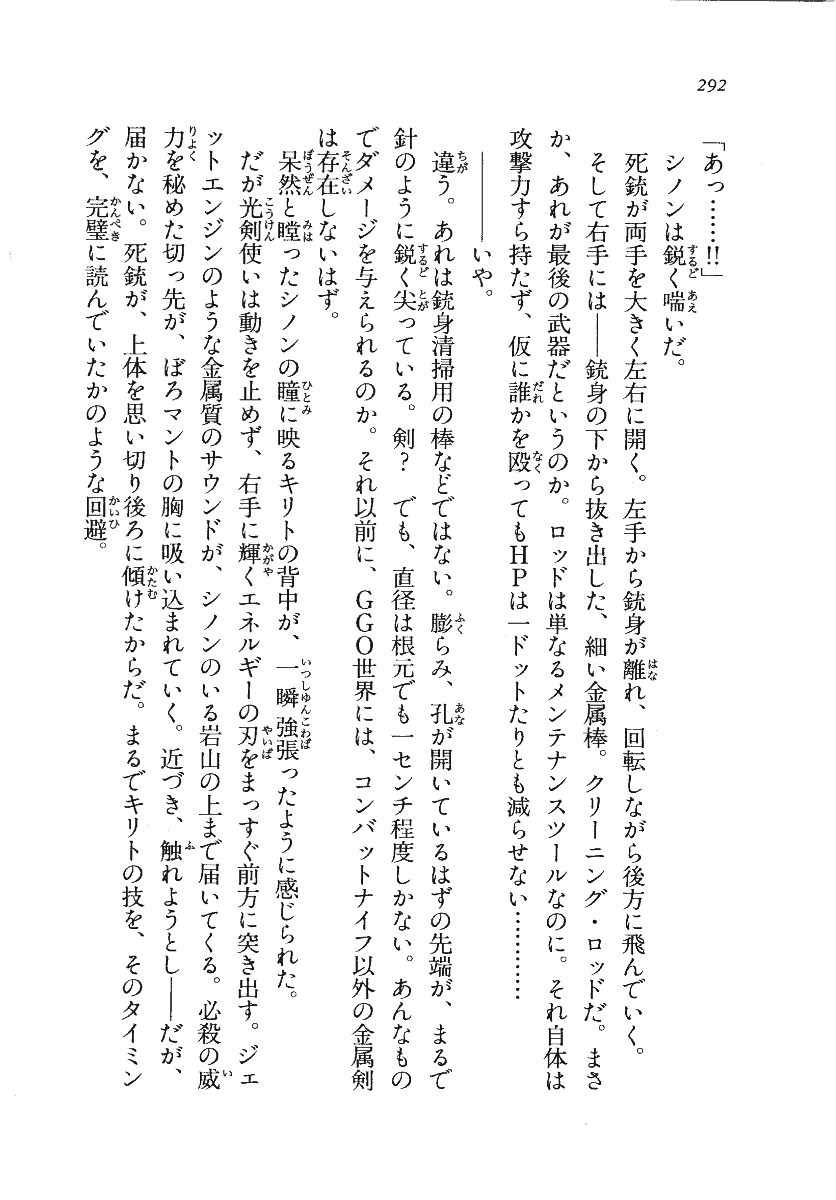 292
「あっ……!!」
シノンは鋭く喘いだ。
死銃が両手を大きく左右に開く。左手から銃身が離れ、回転しながら後方に飛んでいく。
そして右手には――銃身の下から抜き出した、細い金属棒。クリーニング・ロッドだ。まさ
か、あれが最後の武器だというのか。ロッドは単なるメンテナンスツールなのに。それ自体は
攻撃力すら持たず、仮に誰かを殴ってもHPは一ドットたりとも減らせない…………
――――いや。
違う。あれは銃身清掃用の棒などではない。膨らみ、孔が開いているはずの先端が、まるで
針のように鋭く尖っている。剣？　でも、直径は根元でも一センチ程度しかない。あんなもの
でダメージを与えられるのか。それ以前に、GGO世界には、コンバットナイフ以外の金属剣
は存在しないはず。
呆然と瞠ったシノンの瞳に映るキリトの背中が、一瞬強張ったように感じられた。
だが光剣使いは動きを止めず、右手に輝くエネルギーの刃をまっすぐ前方に突き出す。ジェ
ットエンジンのような金属質のサウンドが、シノンのいる岩山の上まで届いてくる。必殺の威
力を秘めた切っ先が、ぼろマントの胸に吸い込まれていく。近づき、触れようとし――だが、
届かない。死銃が、上体を思い切り後ろに傾けたからだ。まるでキリトの技を、そのタイミン
グを、完璧に読んでいたかのような回避。